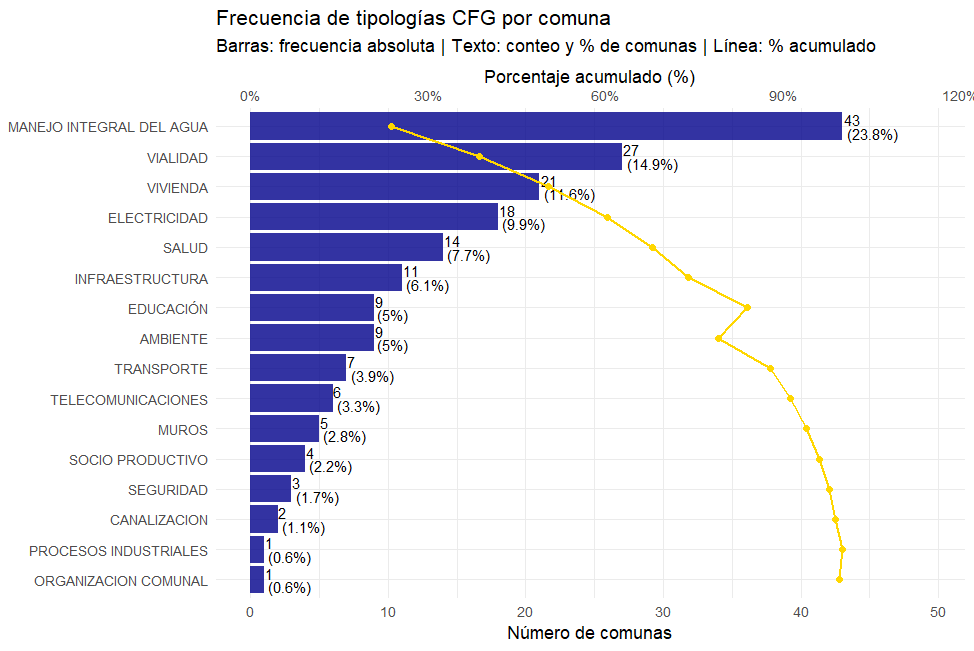 Frecuencia de tipologías CFG por comuna
Barras: frecuencia absoluta | Texto: conteo y % de comunas | Línea: % acumulado
Porcentaje acumulado (%)
0% 30% 60% 90% 120%
MANEJO INTEGRAL DEL AGUA 43
(23.8%)
VIALIDAD 27
(14.9%)
VIVIENDA 21
(11.6%)
ELECTRICIDAD 18
(9.9%)
SALUD 14
(7.7%)
INFRAESTRUCTURA 11
(6.1%)
EDUCACIÓN 9
(5%)
AMBIENTE 9
(5%)
TRANSPORTE 7
(3.9%)
TELECOMUNICACIONES 6
(3.3%)
MUROS 5
(2.8%)
SOCIO PRODUCTIVO 4
(2.2%)
SEGURIDAD 3
(1.7%)
CANALIZACION 2
(1.1%)
PROCESOS INDUSTRIALES 1
(0.6%)
ORGANIZACION COMUNAL 1
(0.6%)
0 10 20 30 40 50
Número de comunas